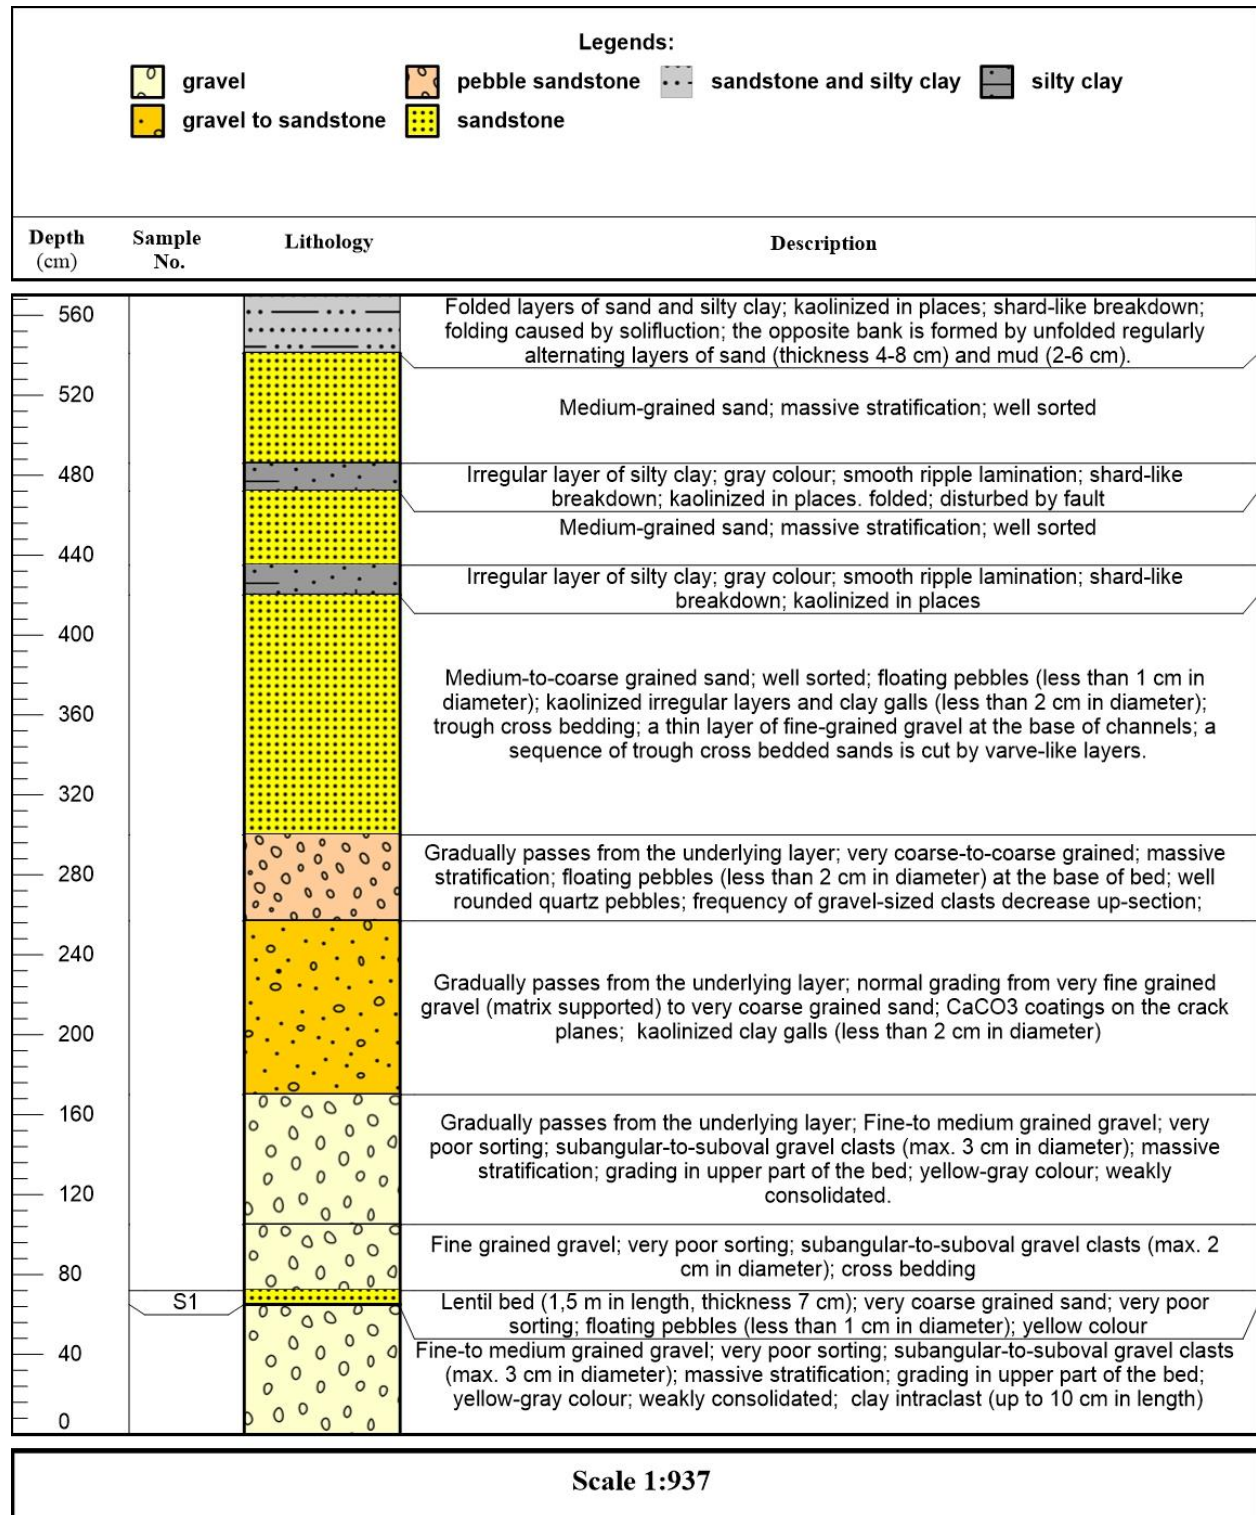 Legends:
gravel
pebble sandstone
sandstone and silty clay
silty clay
gravel to sandstone
sandstone
Depth
(cm)
Sample
No.
Lithology
Description
560
Folded layers of sand and silty clay; kaolinized in places; shard-like breakdown;
folding caused by solifluction; the opposite bank is formed by unfolded regularly
alternating layers of sand (thickness 4-8 cm) and mud (2-6 cm).
520
Medium-grained sand; massive stratification; well sorted
480
Irregular layer of silty clay; gray colour; smooth ripple lamination; shard-like
breakdown; kaolinized in places. folded; disturbed by fault
Medium-grained sand; massive stratification; well sorted
440
Irregular layer of silty clay; gray colour; smooth ripple lamination; shard-like
breakdown; kaolinized in places
400
Medium-to-coarse grained sand; well sorted; floating pebbles (less than 1 cm in
diameter); kaolinized irregular layers and clay galls (less than 2 cm in diameter);
360
trough cross bedding; a thin layer of fine-grained gravel at the base of channels; a
sequence of trough cross bedded sands is cut by varve-like layers.
320
Gradually passes from the underlying layer; very coarse-to-coarse grained; massive
280
stratification; floating pebbles (less than 2 cm in diameter) at the base of bed; well
rounded quartz pebbles; frequency of gravel-sized clasts decrease up-section;
240
Gradually passes from the underlying layer; normal grading from very fine grained
gravel (matrix supported) to very coarse grained sand; CaCO3 coatings on the crack
200
planes; kaolinized clay galls (less than 2 cm in diameter)
160
Gradually passes from the underlying layer; Fine-to medium grained gravel; very
poor sorting; subangular-to-suboval gravel clasts (max. 3 cm in diameter); massive
stratification; grading in upper part of the bed; yellow-gray colour; weakly
120
consolidated.
Fine grained gravel; very poor sorting; subangular-to-suboval gravel clasts (max. 2
cm in diameter); cross bedding
80
S1
Lentil bed (1,5 m in length, thickness 7 cm); very coarse grained sand; very poor
sorting; floating pebbles (less than 1 cm in diameter); yellow colour
40
Fine-to medium grained gravel; very poor sorting; subangular-to-suboval gravel clasts
(max. 3 cm in diameter); massive stratification; grading in upper part of the bed;
yellow-gray colour; weakly consolidated; clay intraclast (up to 10 cm in length)
0
Scale 1:937